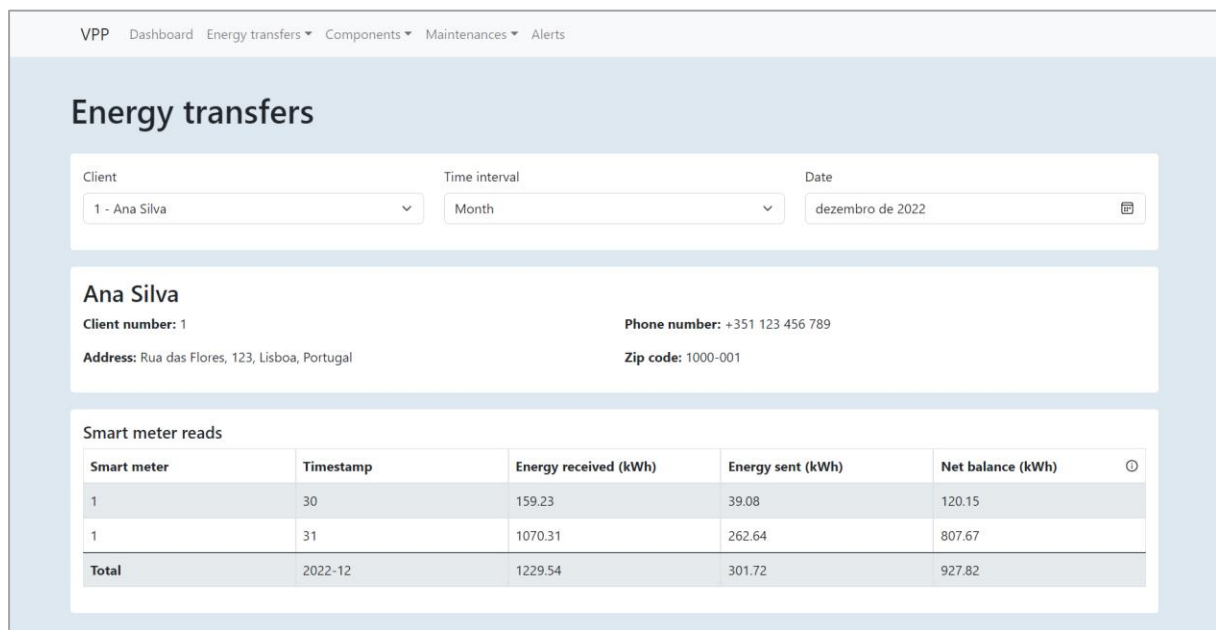 VPP Dashboard Energy transfers Components Maintenances Alerts
Energy transfers
Client Time interval Date
1 - Ana Silva Month dezembro de 2022
Ana Silva
Client number: 1 Phone number: +351 123 456 789
Address: Rua das Flores, 123, Lisboa, Portugal Zip code: 1000-001
Smart meter reads
Smart meter Timestamp Energy received (kWh) Energy sent (kWh) Net balance (kWh)
1 30 159.23 39.08 120.15
1 31 1070.31 262.64 807.67
Total 2022-12 1229.54 301.72 927.82